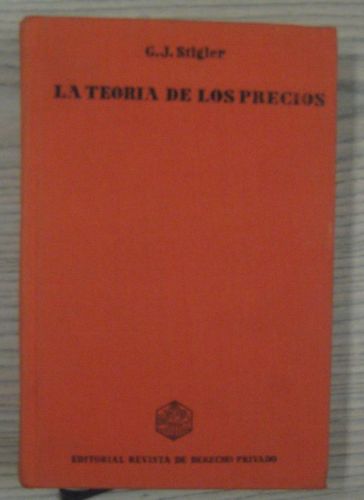 G.J. Stigler
LA TEORIA DE LOS PRECIOS
EDITORIAL REVISTA DE DERECHO PRIVADO